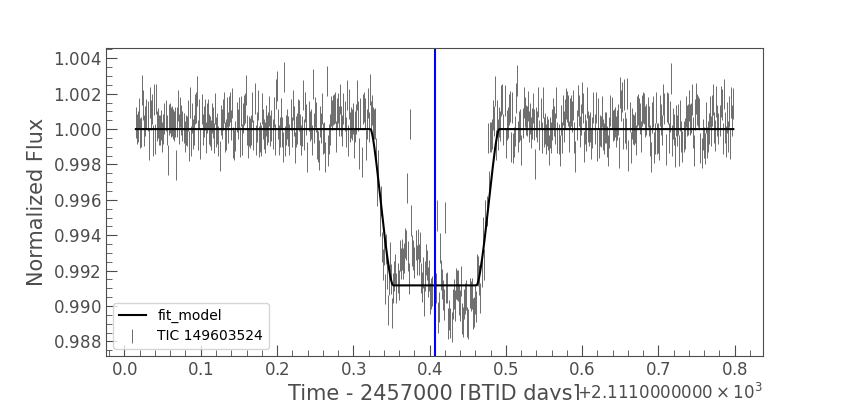 1.004
1.002
1.000
0.998
0.996
0.994
0.992
0.990
0.988
Normalized Flux
fit_model
TIC 149603524
0.0 0.1 0.2 0.3 0.4 0.5 0.6 0.7 0.8
Time - 2457000 [BTJD days]
+2.1110000000 × 10³